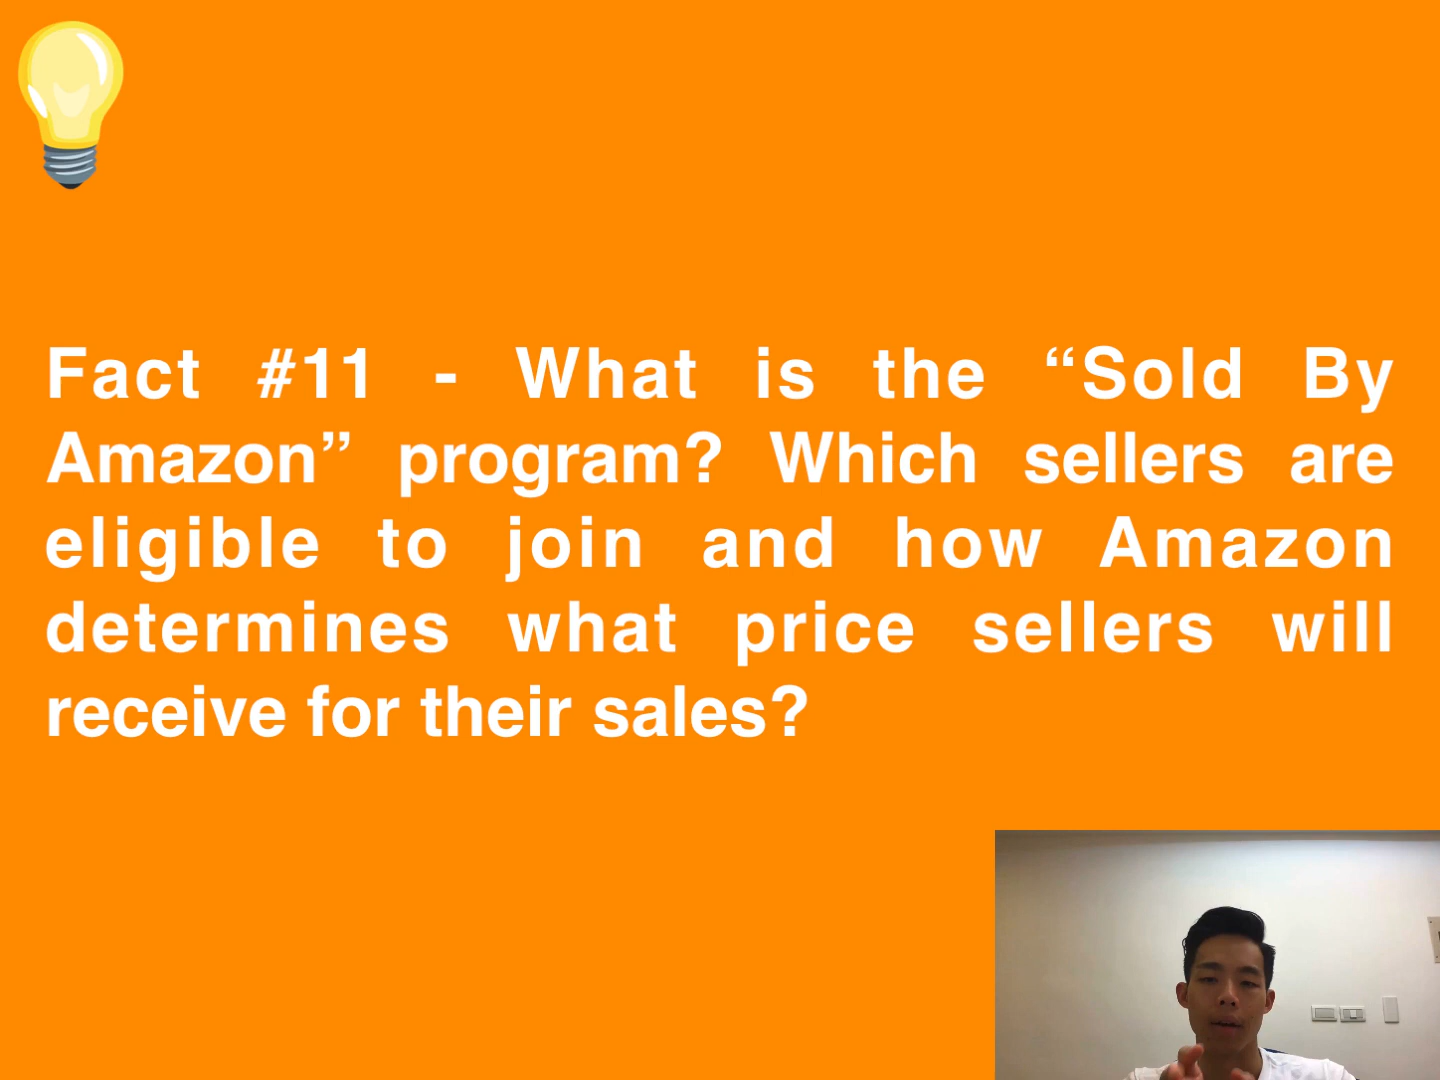 Fact #11 - What is the “Sold By
Amazon” program? Which sellers are
eligible to join and how Amazon
determines what price sellers will
receive for their sales?